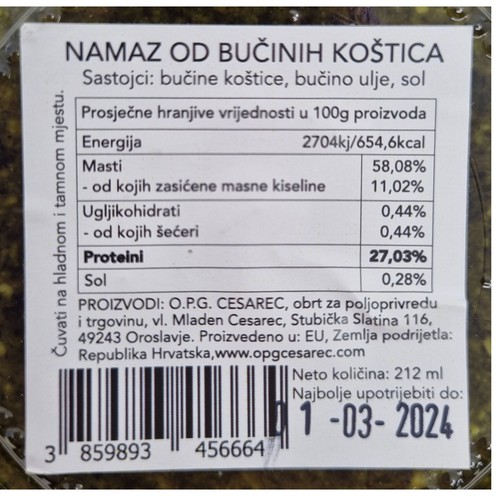 NAMAZ OD BUČINIH KOŠTICA
Sastojci: bučine koštice, bučino ulje, sol
Prosječne hranjive vrijednosti u 100g proizvoda
Energija 2704kj/654,6kcal
Masti 58,08%
- od kojih zasićene masne kiseline 11,02%
Ugljikohidrati 0,44%
- od kojih šećeri 0,44%
Proteini 27,03%
Sol 0,28%
Čuvati na hladnom i tamnom mjestu.
PROIZVODI: O.P.G. CESAREC, obrt za poljoprivredu
i trgovinu, vl. Mladen Cesarec, Stubička Slatina 116,
49243 Oroslavje. Proizvedeno u: EU, Zemlja podrijetla:
Republika Hrvatska,www.opgcesarec.com
Neto količina: 212 ml
Najbolje upotrijebiti do:
01 -03- 2024
3 859893 456664